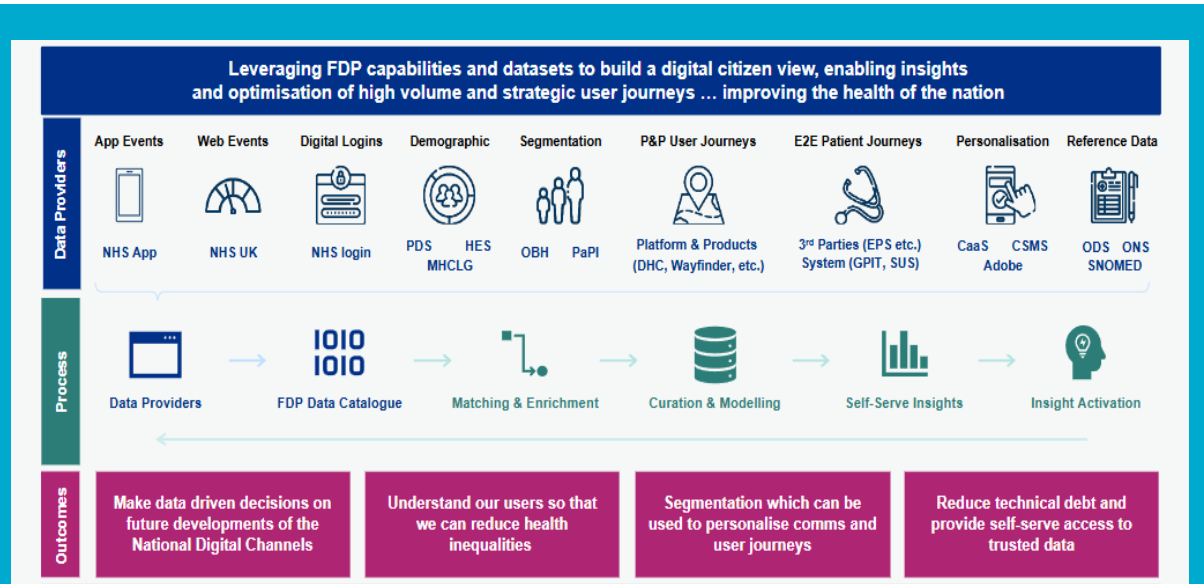 Leveraging FDP capabilities and datasets to build a digital citizen view, enabling insights
and optimisation of high volume and strategic user journeys ... improving the health of the nation
Data Providers
App Events
Web Events
Digital Logins
Demographic
Segmentation
P&P User Journeys
E2E Patient Journeys
Personalisation
Reference Data
NHS App
NHS UK
NHS login
PDS HES
MHCLG
OBH PaPI
Platform & Products
(DHC, Wayfinder, etc.)
3rd Parties (EPS etc.)
System (GPIT, SUS)
CaaS CSMS
Adobe
ODS ONS
SNOMED
Process
IOIO
IOIO
Data Providers
FDP Data Catalogue
Matching & Enrichment
Curation & Modelling
Self-Serve Insights
Insight Activation
Outcomes
Make data driven decisions on
future developments of the
National Digital Channels
Understand our users so that
we can reduce health
inequalities
Segmentation which can be
used to personalise comms and
user journeys
Reduce technical debt and
provide self-serve access to
trusted data